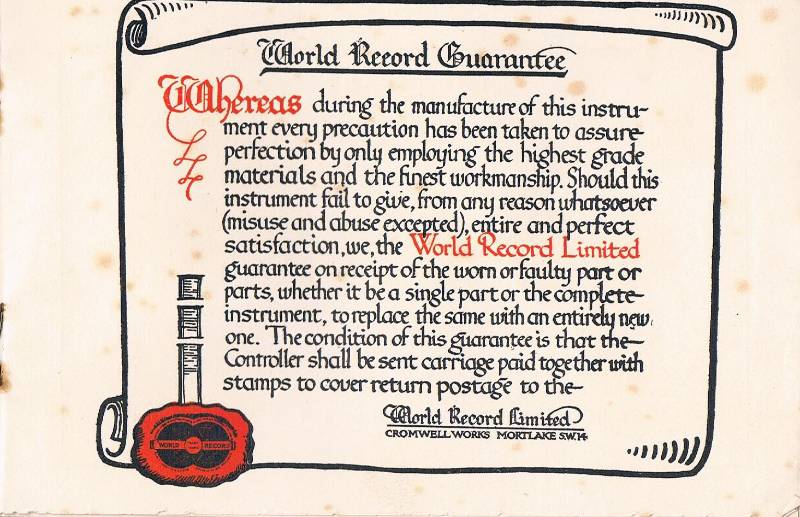 World Record Guarantee
Whereas during the manufacture of this instru-
ment every precaution has been taken to assure
perfection by only employing the highest grade
materials and the finest workmanship. Should this
instrument fail to give, from any reason whatsoever
(misuse and abuse excepted), entire and perfect
satisfaction, we, the World Record Limited
guarantee on receipt of the worn or faulty part or
parts, whether it be a single part or the complete
instrument, to replace the same with an entirely new
one. The condition of this guarantee is that the
Controller shall be sent carriage paid together with
stamps to cover return postage to the
World Record Limited
CROMWELL WORKS MORTLAKE S.W.14.
WORLD RECORD